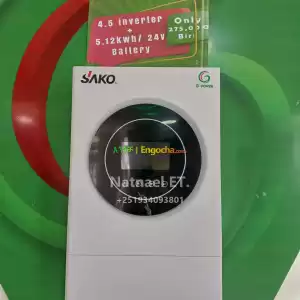 4.5 inverter
+
5.12kwh/ 24v
Battery
Only
275,000
Birr
SAKO
Engocha.com
Natnael ET.
+251934093801